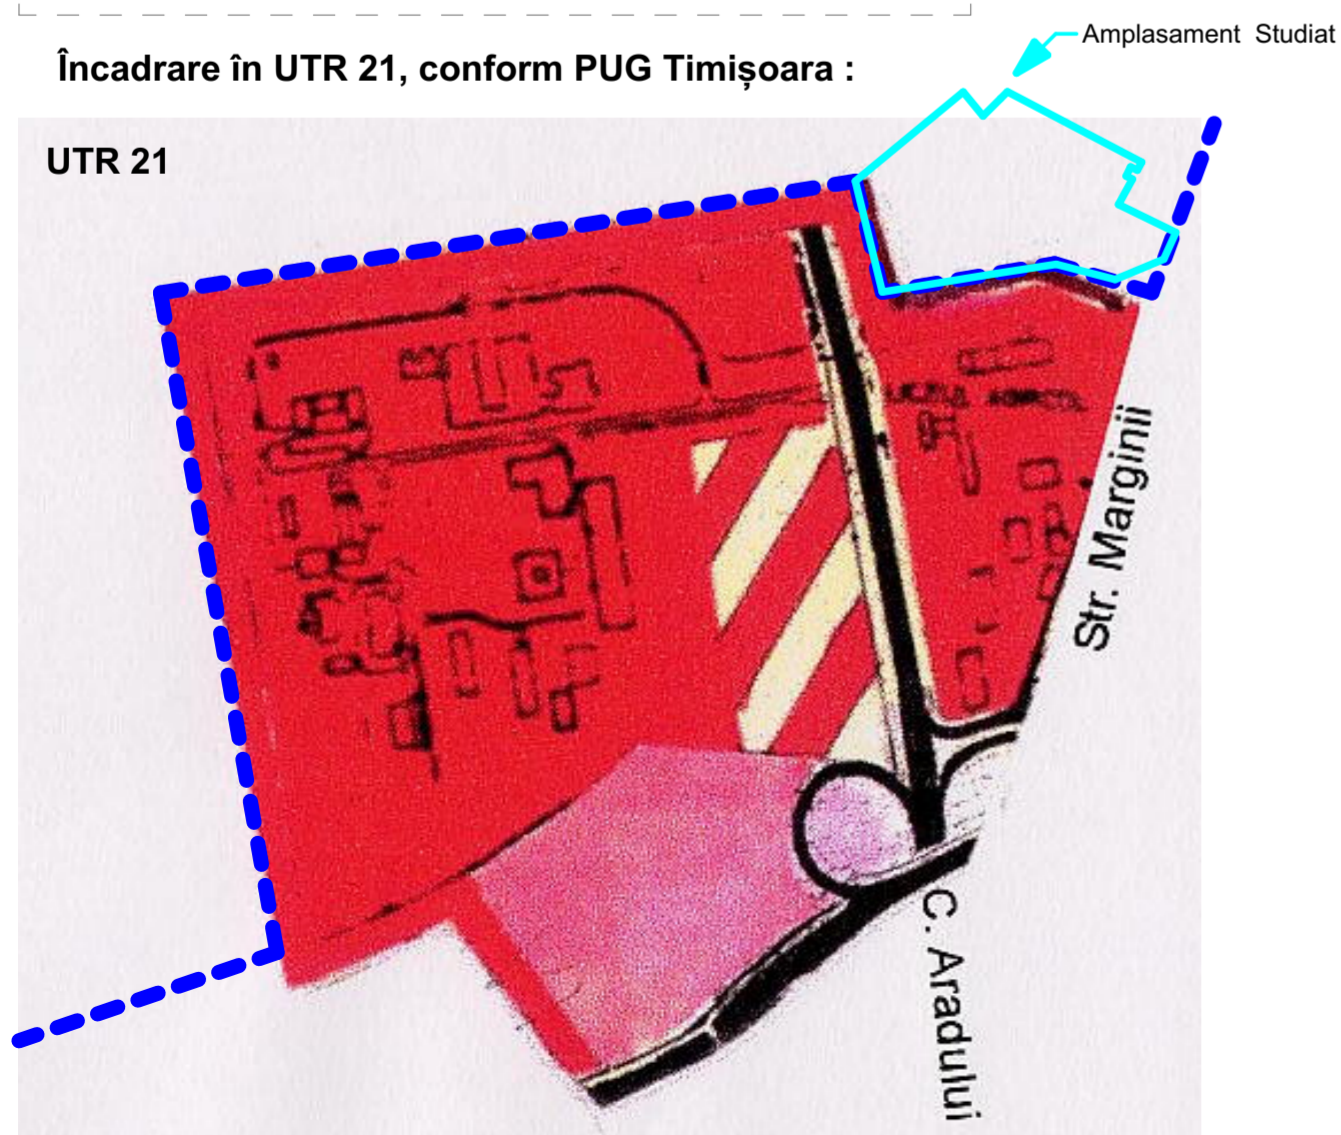 Amplasament Studiat
Încadrare în UTR 21, conform PUG Timișoara :
UTR 21
Str. Marginii
C. Aradului